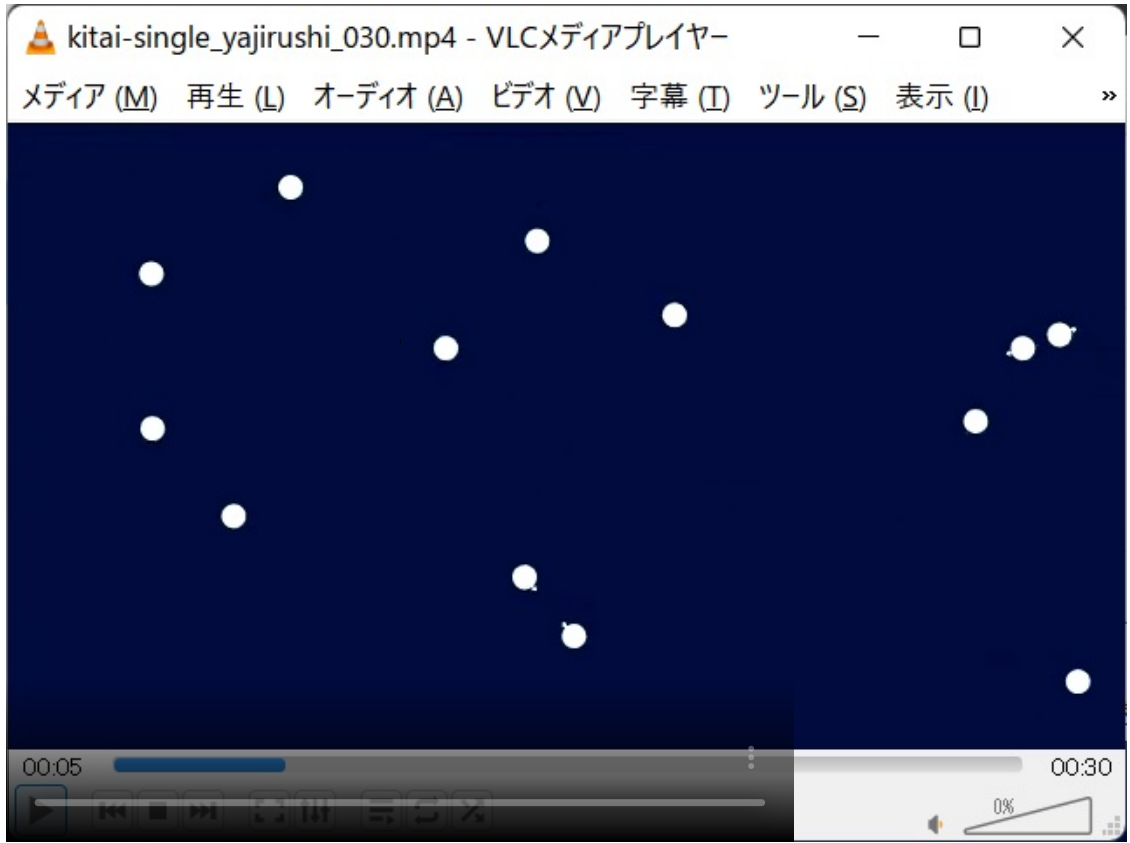 kitai-single_yajirushi_030.mp4 - VLCメディアプレイヤー
メディア (M) 再生 (L) オーディオ (A) ビデオ (V) 字幕 (T) ツール (S) 表示 (I) »
00:05 00:30
0%